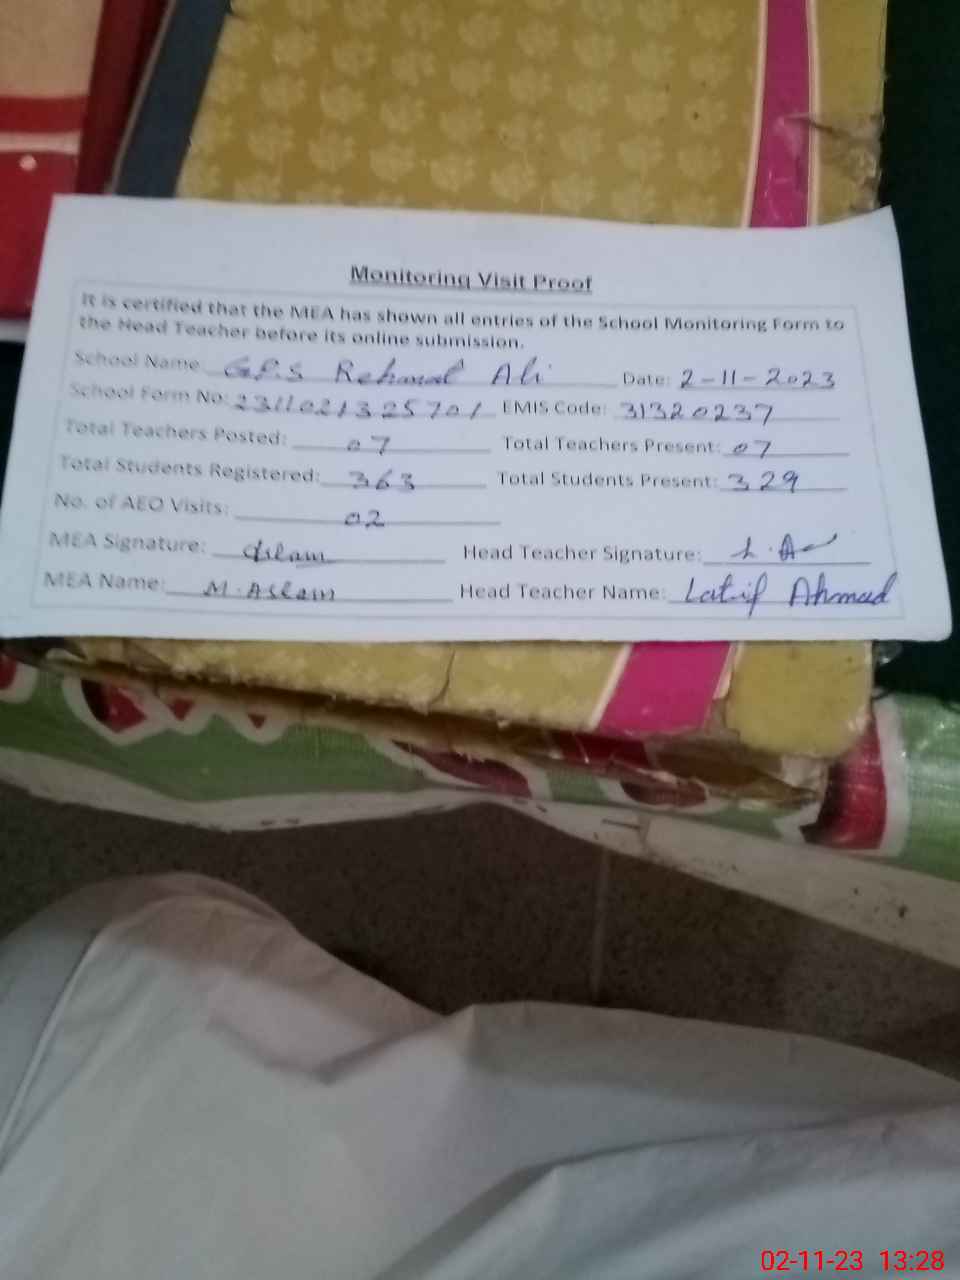 Monitoring Visit Proof
It is certified that the MEA has shown all entries of the School Monitoring Form to
the Head Teacher before its online submission.
School Name: G.P.S Rehmat Ali Date: 2-11-2023
School Form No: 2311021325701 EMIS Code: 31320237
Total Teachers Posted: 07 Total Teachers Present: 07
Total Students Registered: 363 Total Students Present: 329
No. of AEO Visits: 02
MEA Signature: Aslam Head Teacher Signature:
MEA Name: M. Aslam Head Teacher Name: Latif Ahmad
02-11-23 13:28